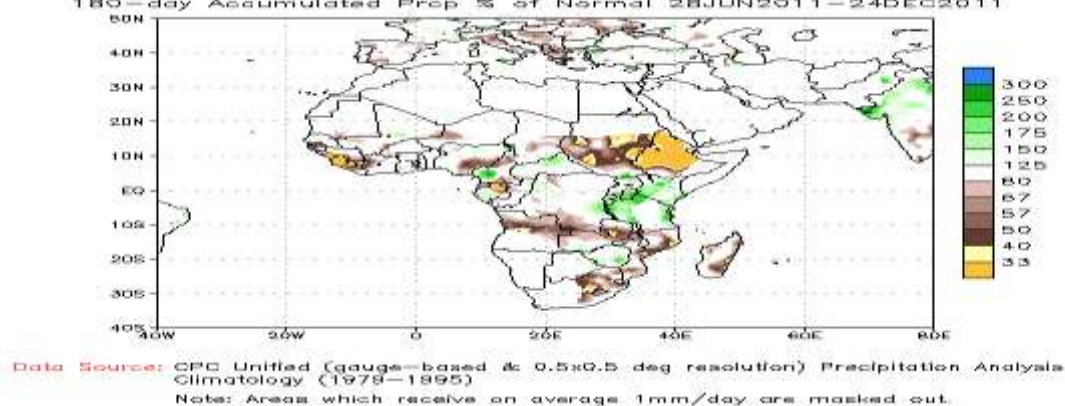 180-day Accumulated Prcp % of Normal 28JUN2011-24DEC2011
50N
40N
30N
20N
10N
EQ
10S
20S
30S
40S
40W 20W 0 20E 40E 60E 80E
300
250
200
175
150
125
80
67
57
50
40
33
Data Source: CPC Unified (gauge-based & 0.5x0.5 deg resolution) Precipitation Analysis
Climatology (1979-1995)
Note: Areas which receive on average 1mm/day are masked out.